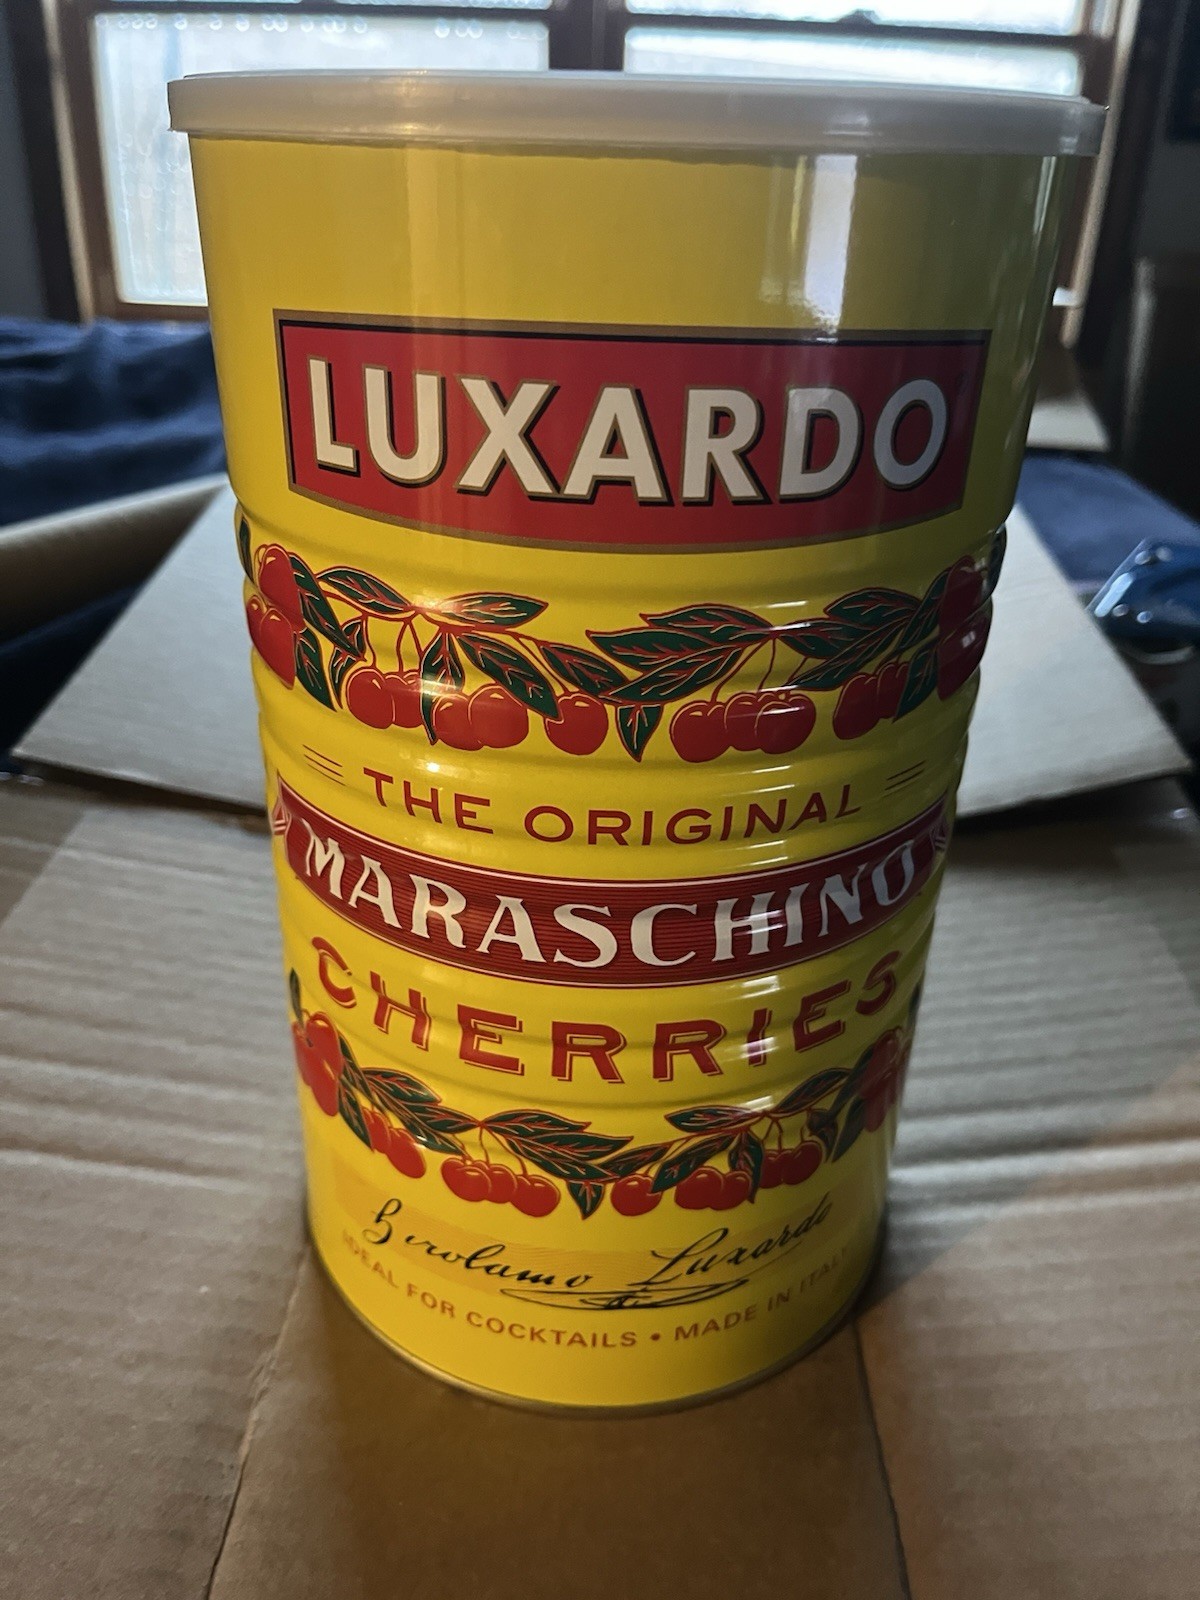 LUXARDO
THE ORIGINAL
MARASCHINO
CHERRIES
Girolamo Luxardo
IDEAL FOR COCKTAILS • MADE IN ITALY